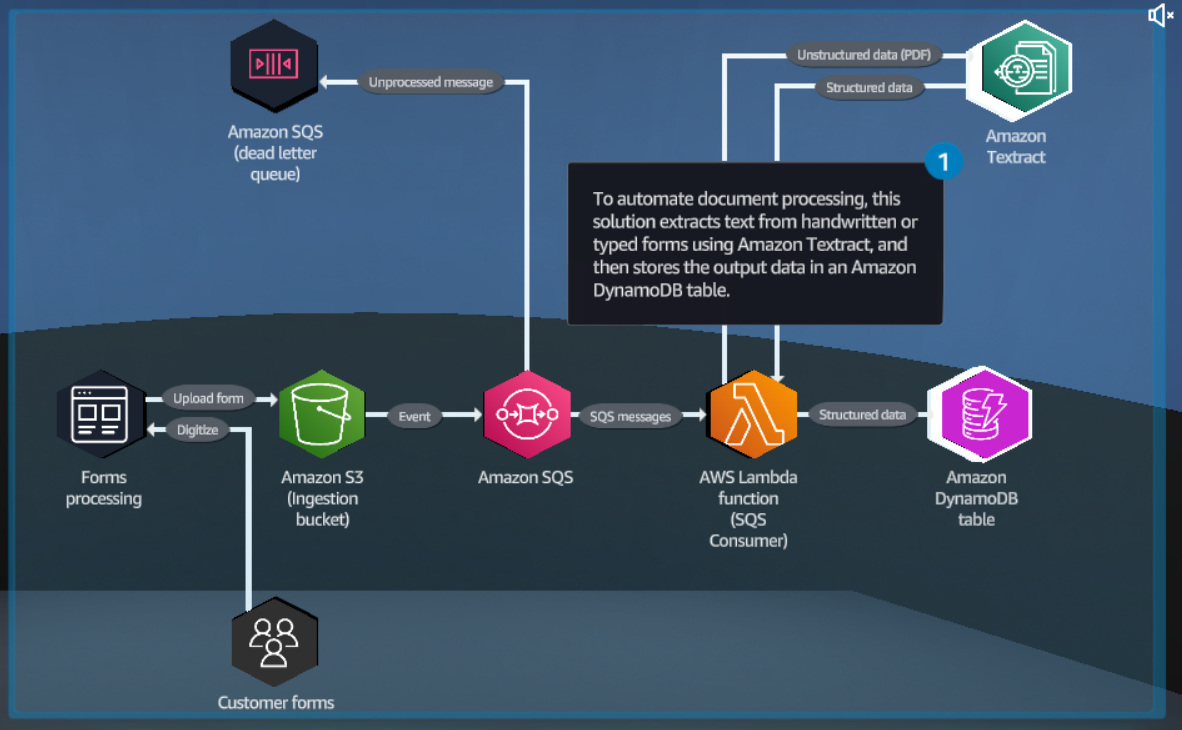 Unstructured data (PDF)
Unprocessed message
Structured data
Amazon SQS
(dead letter
queue)
Amazon
Textract
1
To automate document processing, this
solution extracts text from handwritten or
typed forms using Amazon Textract, and
then stores the output data in an Amazon
DynamoDB table.
Upload form
Digitize
Event
SQS messages
Structured data
Forms
processing
Amazon S3
(Ingestion
bucket)
Amazon SQS
AWS Lambda
function
(SQS
Consumer)
Amazon
DynamoDB
table
Customer forms